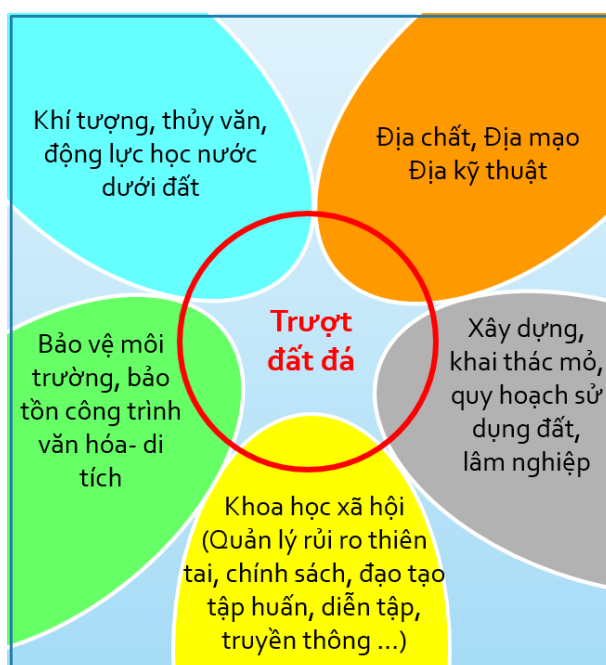 Khí tượng, thủy văn,
động lực học nước
dưới đất
Địa chất, Địa mạo
Địa kỹ thuật
Trượt
đất đá
Bảo vệ môi
trường, bảo
tồn công trình
văn hóa- di
tích
Xây dựng,
khai thác mỏ,
quy hoạch sử
dụng đất,
lâm nghiệp
Khoa học xã hội
(Quản lý rủi ro thiên
tai, chính sách, đạo tạo
tập huấn, diễn tập,
truyền thông ...)